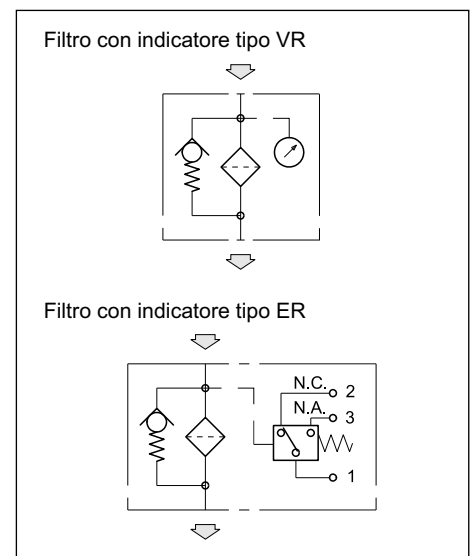 Filtro con indicatore tipo VR
Filtro con indicatore tipo ER
N.C. 2
N.A. 3
1